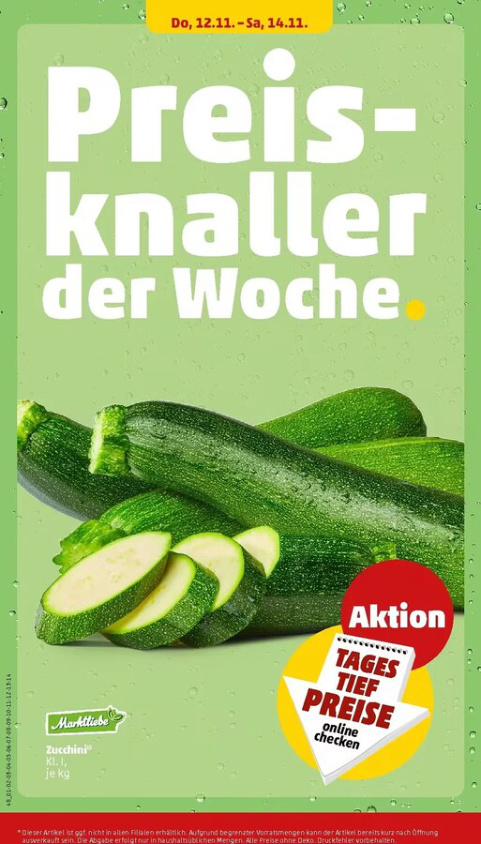 Do, 12.11. – Sa, 14.11.
Preis-
knaller
der Woche.
Aktion
TAGES
TIEF
PREISE
online
checken
Marktliebe
Zucchini
Kl. I,
je kg
* Dieser Artikel ist ggf. nicht in allen Filialen erhältlich. Aufgrund begrenzter Vorratsmengen kann der Artikel bereits kurz nach Öffnung
ausverkauft sein. Die Abgabe erfolgt nur in haushaltsüblichen Mengen. Alle Preise ohne Deko. Druckfehler vorbehalten.